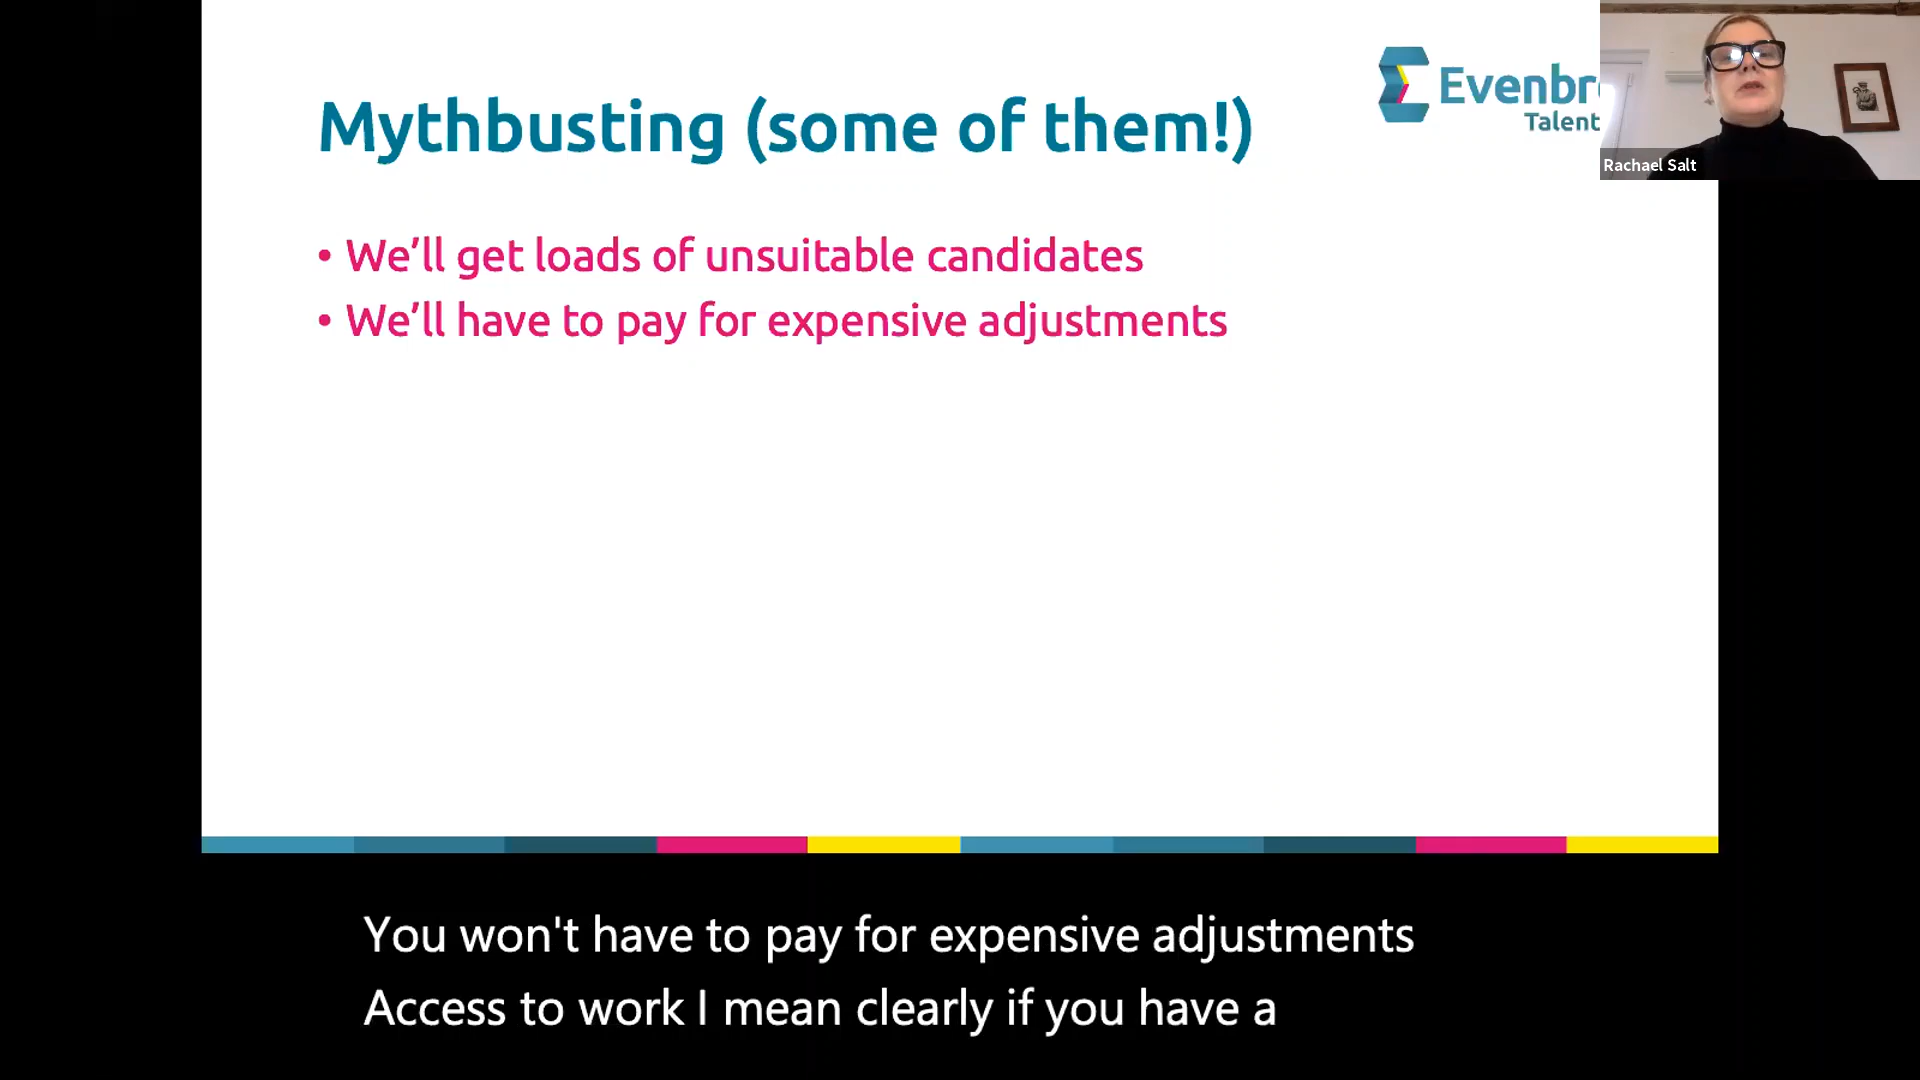 Mythbusting (some of them!)
Evenbr
Talent
Rachael Salt
• We'll get loads of unsuitable candidates
• We'll have to pay for expensive adjustments
You won't have to pay for expensive adjustments
Access to work I mean clearly if you have a